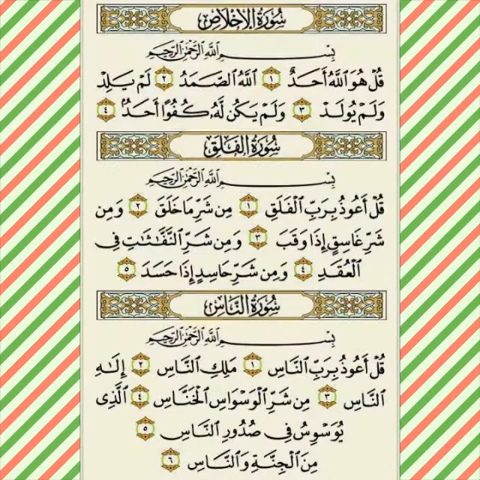 سُورَةُ الإِخْلَاصِ
بِسْمِ اللَّهِ الرَّحْمَٰنِ الرَّحِيمِ
قُلْ هُوَ اللَّهُ أَحَدٌ ١ اللَّهُ الصَّمَدُ ٢ لَمْ يَلِدْ
وَلَمْ يُولَدْ ٣ وَلَمْ يَكُن لَّهُ كُفُوًا أَحَدٌ ٤
سُورَةُ الفَلَقِ
بِسْمِ اللَّهِ الرَّحْمَٰنِ الرَّحِيمِ
قُلْ أَعُوذُ بِرَبِّ الْفَلَقِ ١ مِن شَرِّ مَا خَلَقَ ٢ وَمِن
شَرِّ غَاسِقٍ إِذَا وَقَبَ ٣ وَمِن شَرِّ النَّفَّاثَاتِ فِي
الْعُقَدِ ٤ وَمِن شَرِّ حَاسِدٍ إِذَا حَسَدَ ٥
سُورَةُ النَّاسِ
بِسْمِ اللَّهِ الرَّحْمَٰنِ الرَّحِيمِ
قُلْ أَعُوذُ بِرَبِّ النَّاسِ ١ مَلِكِ النَّاسِ ٢ إِلَٰهِ
النَّاسِ ٣ مِن شَرِّ الْوَسْوَاسِ الْخَنَّاسِ ٤ الَّذِي
يُوَسْوِسُ فِي صُدُورِ النَّاسِ ٥
مِنَ الْجِنَّةِ وَالنَّاسِ ٦